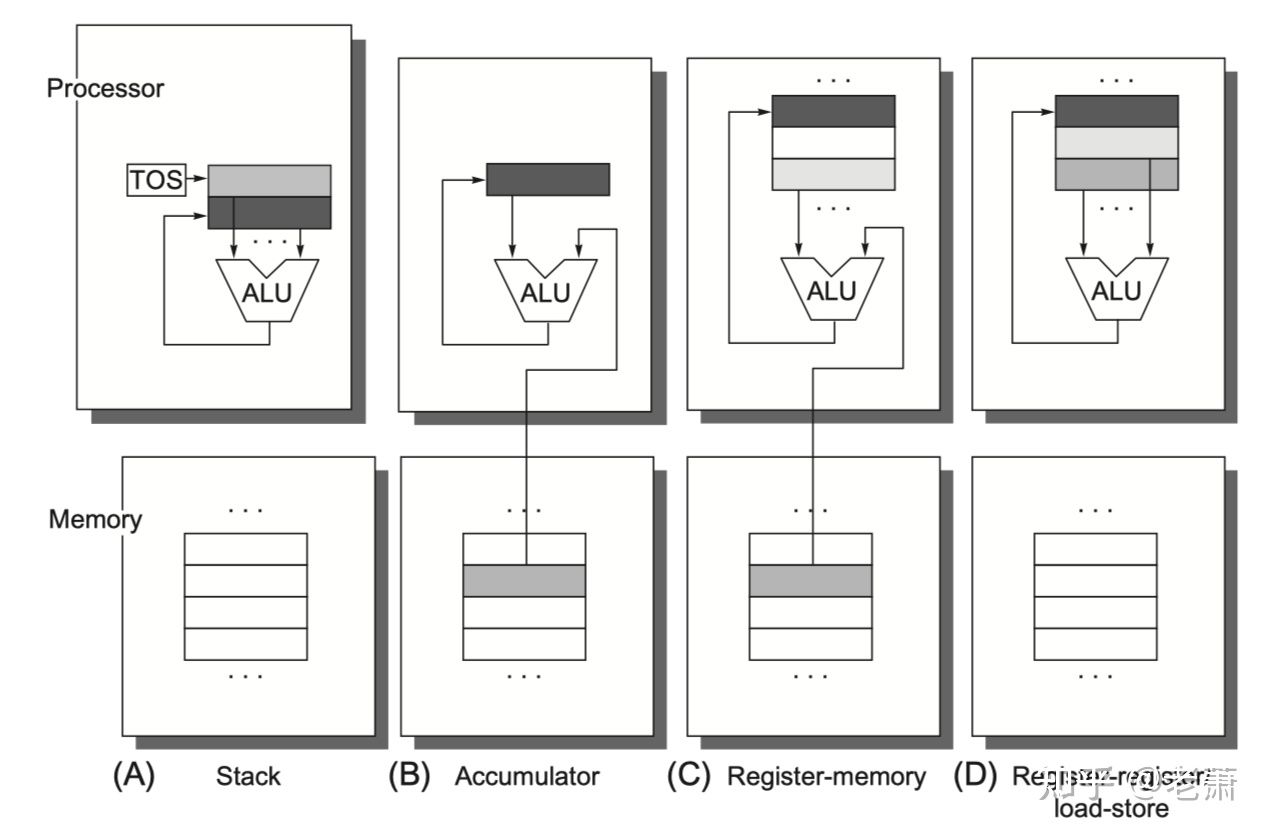 Processor
TOS
. . .
ALU
ALU
. . .
. . .
ALU
. . .
. . .
ALU
Memory
. . .
. . .
. . .
. . .
. . .
. . .
. . .
. . .
(A) Stack
(B) Accumulator
(C) Register-memory
(D) Register-register/
load-store
知乎 @老萧